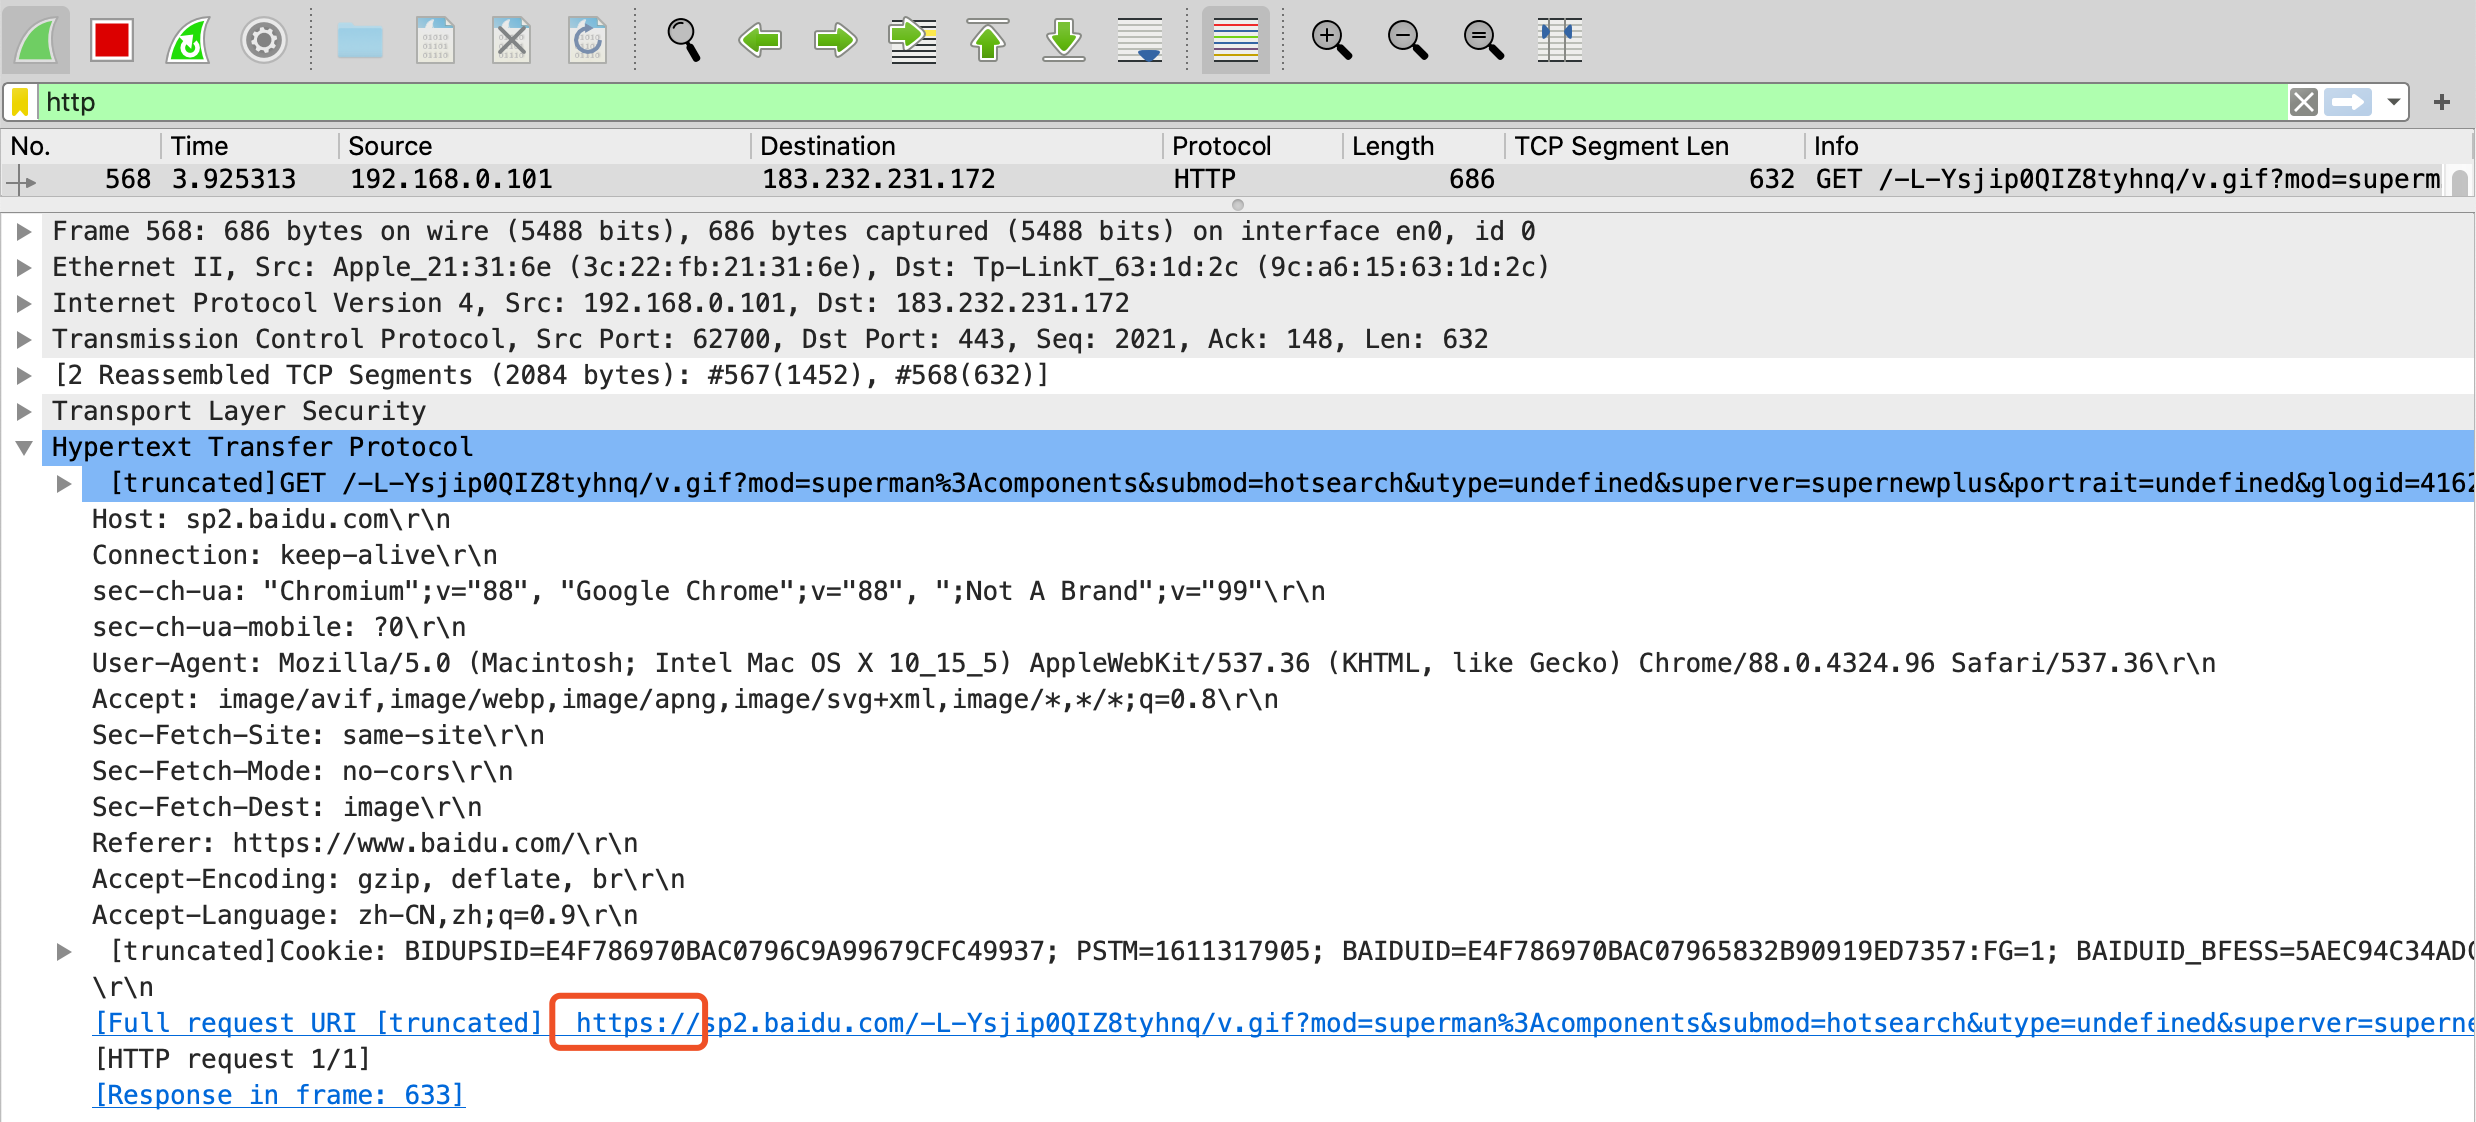 http
No. Time Source Destination Protocol Length TCP Segment Len Info
568 3.925313 192.168.0.101 183.232.231.172 HTTP 686 632 GET /-L-Ysjip0QIZ8tyhnq/v.gif?mod=superm
Frame 568: 686 bytes on wire (5488 bits), 686 bytes captured (5488 bits) on interface en0, id 0
Ethernet II, Src: Apple_21:31:6e (3c:22:fb:21:31:6e), Dst: Tp-LinkT_63:1d:2c (9c:a6:15:63:1d:2c)
Internet Protocol Version 4, Src: 192.168.0.101, Dst: 183.232.231.172
Transmission Control Protocol, Src Port: 62700, Dst Port: 443, Seq: 2021, Ack: 148, Len: 632
[2 Reassembled TCP Segments (2084 bytes): #567(1452), #568(632)]
Transport Layer Security
Hypertext Transfer Protocol
[truncated]GET /-L-Ysjip0QIZ8tyhnq/v.gif?mod=superman%3Acomponents&submod=hotsearch&utype=undefined&superver=supernewplus&portrait=undefined&glogid=4162
Host: sp2.baidu.com\r\n
Connection: keep-alive\r\n
sec-ch-ua: "Chromium";v="88", "Google Chrome";v="88", ";Not A Brand";v="99"\r\n
sec-ch-ua-mobile: ?0\r\n
User-Agent: Mozilla/5.0 (Macintosh; Intel Mac OS X 10_15_5) AppleWebKit/537.36 (KHTML, like Gecko) Chrome/88.0.4324.96 Safari/537.36\r\n
Accept: image/avif,image/webp,image/apng,image/svg+xml,image/*,*/*;q=0.8\r\n
Sec-Fetch-Site: same-site\r\n
Sec-Fetch-Mode: no-cors\r\n
Sec-Fetch-Dest: image\r\n
Referer: https://www.baidu.com/\r\n
Accept-Encoding: gzip, deflate, br\r\n
Accept-Language: zh-CN,zh;q=0.9\r\n
[truncated]Cookie: BIDUPSID=E4F786970BAC0796C9A99679CFC49937; PSTM=1611317905; BAIDUID=E4F786970BAC07965832B90919ED7357:FG=1; BAIDUID_BFESS=5AEC94C34AD
\r\n
[Full request URI [truncated] https://sp2.baidu.com/-L-Ysjip0QIZ8tyhnq/v.gif?mod=superman%3Acomponents&submod=hotsearch&utype=undefined&superver=superne
[HTTP request 1/1]
[Response in frame: 633]